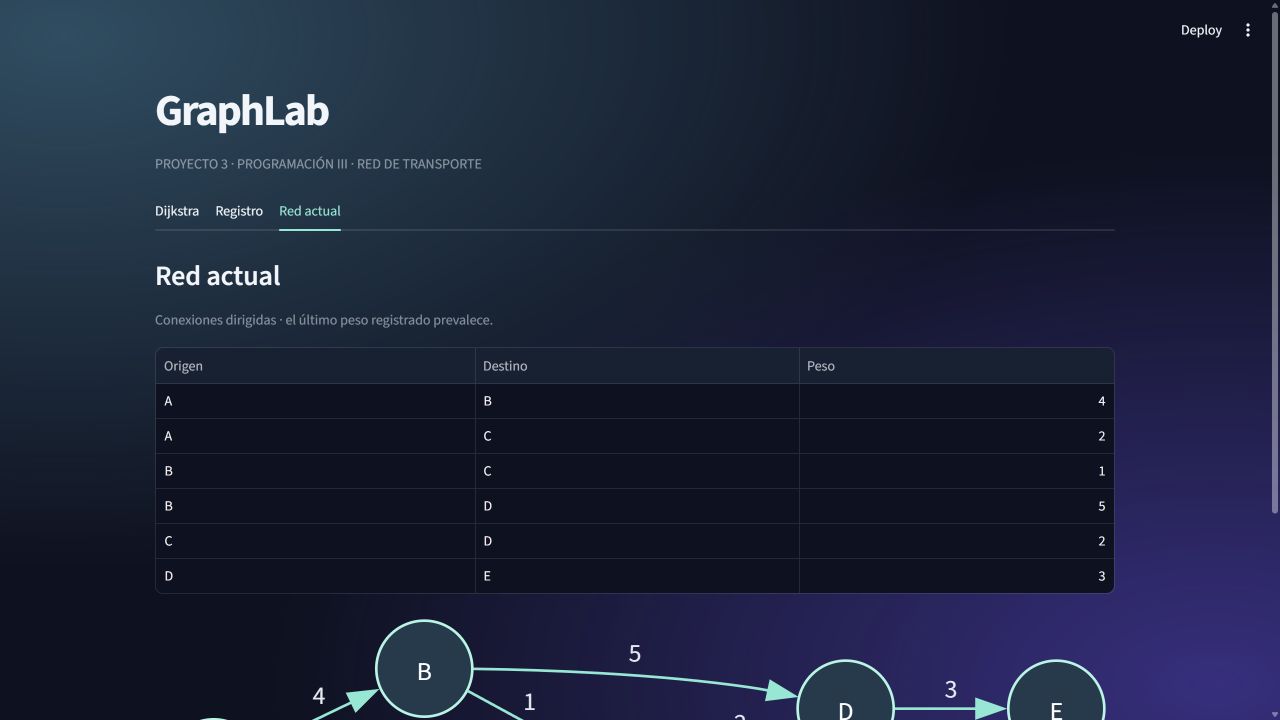 Deploy
GraphLab
PROYECTO 3 · PROGRAMACIÓN III · RED DE TRANSPORTE
Dijkstra Registro Red actual
Red actual
Conexiones dirigidas · el último peso registrado prevalece.
Origen Destino Peso
A B 4
A C 2
B C 1
B D 5
C D 2
D E 3
B 5
4 1 3
D E